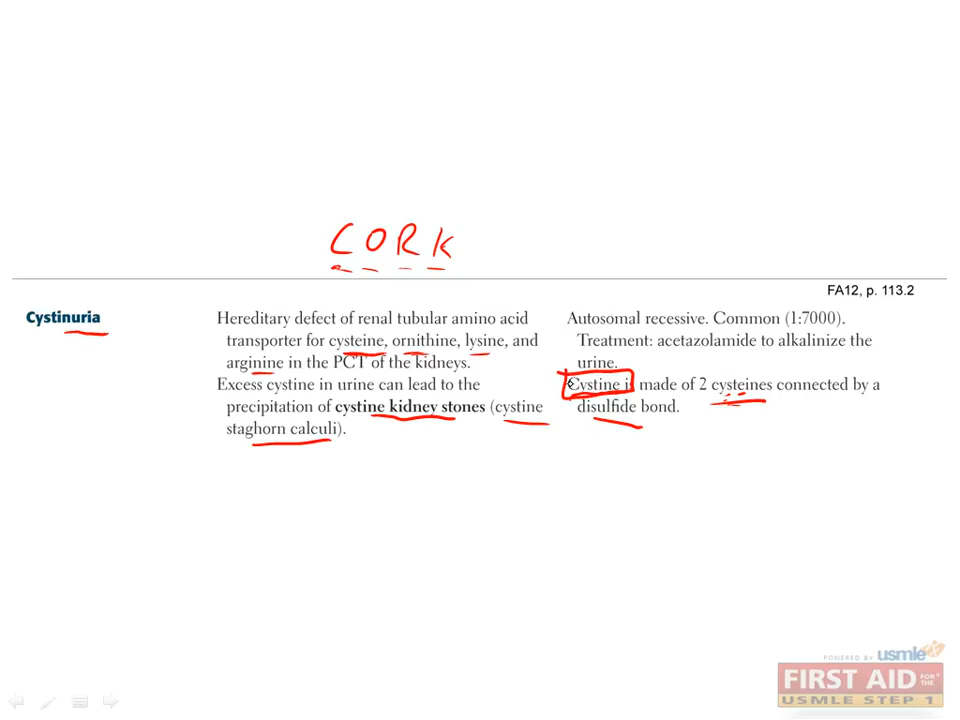 CORK
FA12, p. 113.2
Cystinuria
Hereditary defect of renal tubular amino acid
transporter for cysteine, ornithine, lysine, and
arginine in the PCT of the kidneys.
Excess cystine in urine can lead to the
precipitation of cystine kidney stones (cystine
staghorn calculi).
Autosomal recessive. Common (1:7000).
Treatment: acetazolamide to alkalinize the
urine.
Cystine is made of 2 cysteines connected by a
disulfide bond.
POWERED BY usmle
FIRST AID FOR THE
USMLE STEP 1